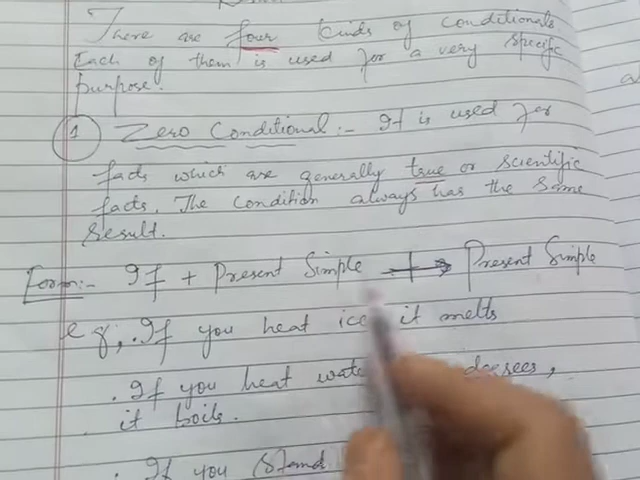 There are four kinds of conditionals
Each of them is used for a very specific
purpose.
1 Zero Conditional:- If is used for
facts which are generally true or scientific
facts. The condition always has the same
result.
Form:- If + Present Simple → Present Simple
e g; . If you heat ice it melts
. If you heat degrees,
it boils.
. If you stand